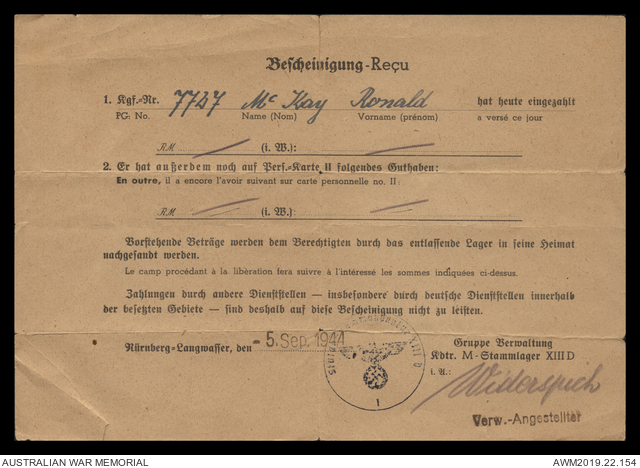 Bescheinigung-Reçu
1. Kgf.-Nr. 7727 Mc Kay Ronald hat heute eingezahlt
PG: No. Name (Nom) Vorname (prénom) a versé ce jour
RM (i. W.):
2. Er hat außerdem noch auf Pers.-Karte II folgendes Guthaben:
En outre, il a encore l'avoir suivant sur carte personnelle no. II:
RM (i. W.):
Vorstehende Beträge werden dem Berechtigten durch das entlassende Lager in seine Heimat
nachgesandt werden.
Le camp procédant à la libèration fera suivre à l'intéressé les sommes indiquées ci-dessus.
Zahlungen durch andere Dienststellen — insbesondere durch deutsche Dienststellen innerhalb
der besetzten Gebiete — sind deshalb auf diese Bescheinigung nicht zu leisten.
Nürnberg-Langwasser, den - 5. Sep. 1944
Gruppe Verwaltung
Kdtr. M-Stammlager XIII D
i. A.:
Verw.-Angestellter
XIII D
1
AUSTRALIAN WAR MEMORIAL
AWM2019.22.154